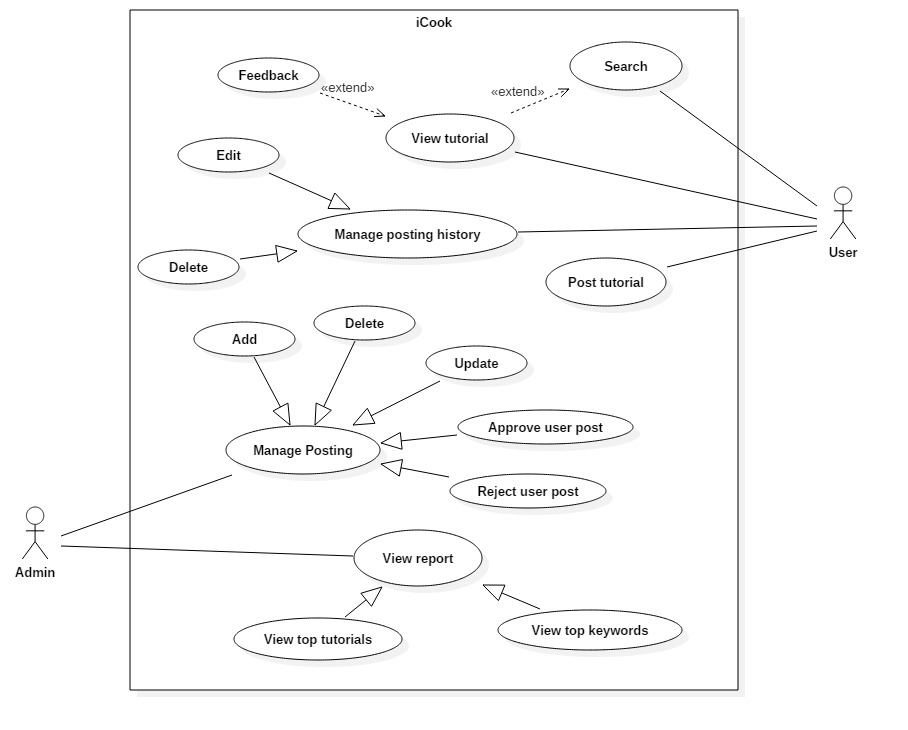 iCook
Feedback
«extend»
«extend»
Search
View tutorial
Edit
Manage posting history
User
Delete
Post tutorial
Add
Delete
Update
Approve user post
Manage Posting
Reject user post
Admin
View report
View top tutorials
View top keywords